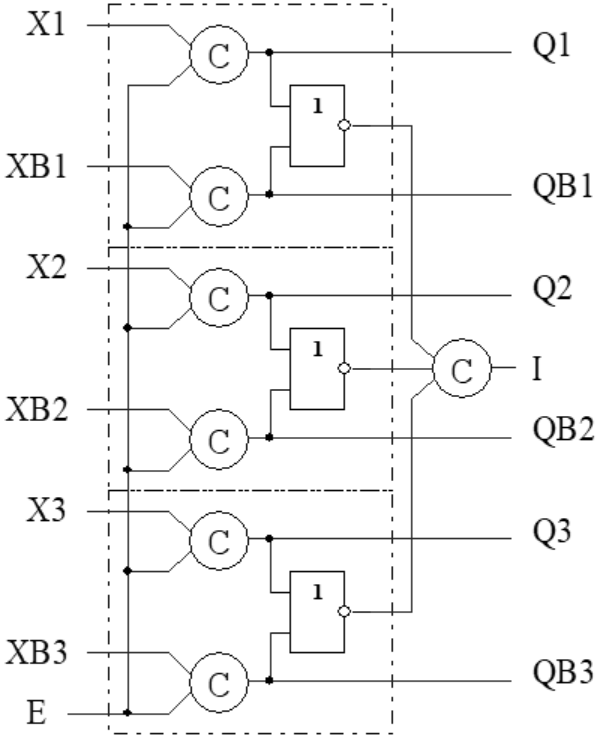 X1 C Q1
1
XB1 C QB1
X2 C Q2
1
C I
XB2 C QB2
X3 C Q3
1
XB3 C QB3
E